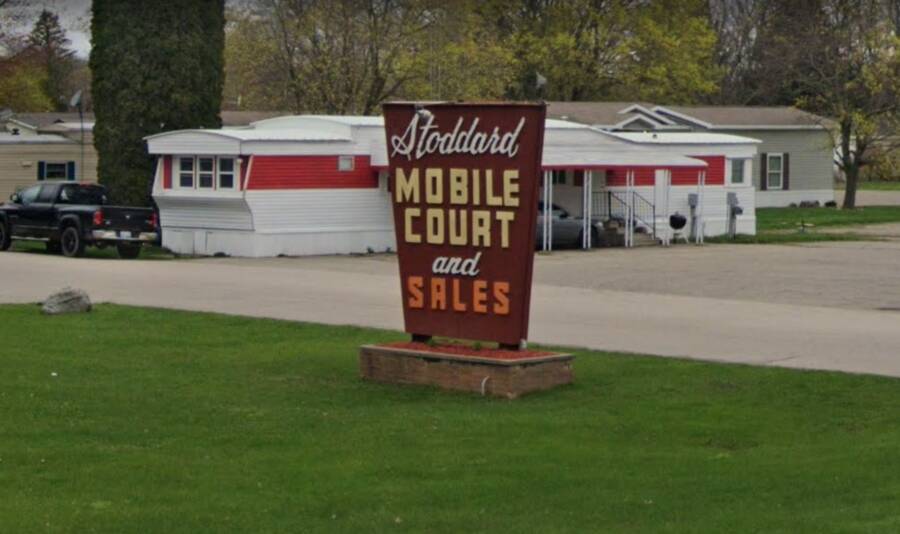 Stoddard
MOBILE
COURT
and
SALES